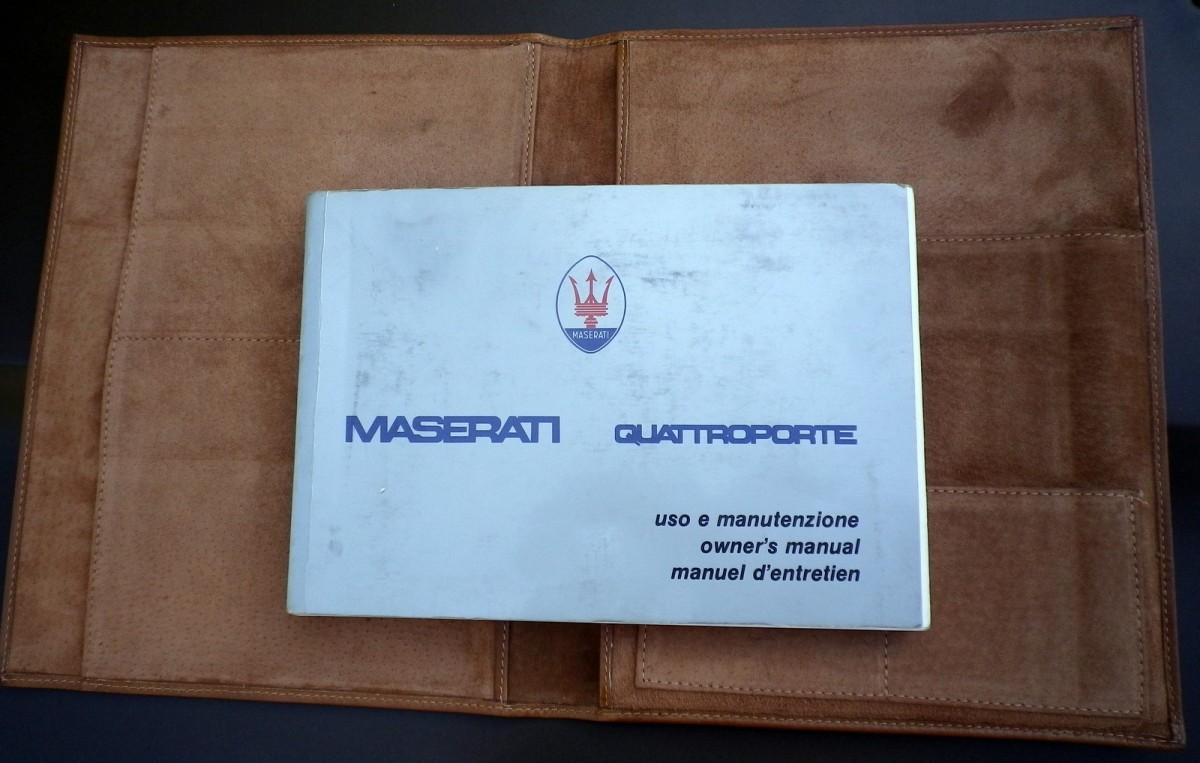 MASERATI
MASERATI QUATTROPORTE
uso e manutenzione
owner's manual
manuel d'entretien